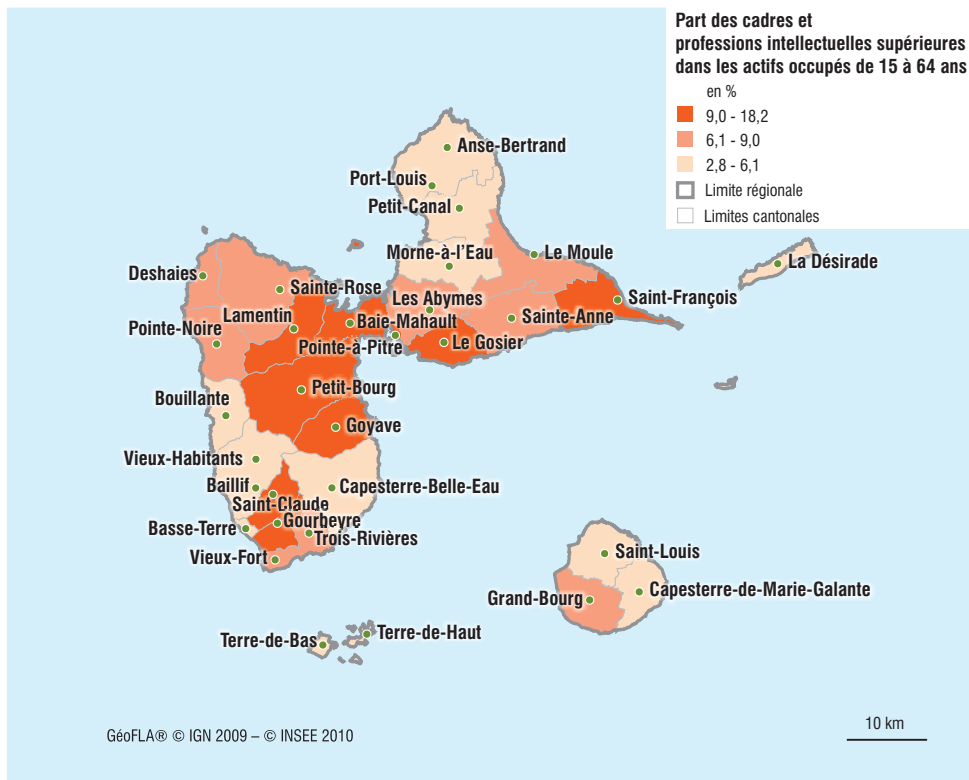 Part des cadres et
professions intellectuelles supérieures
dans les actifs occupés de 15 à 64 ans
en %
9,0 - 18,2
6,1 - 9,0
2,8 - 6,1
Limite régionale
Limites cantonales
Anse-Bertrand
Port-Louis
Petit-Canal
Morne-à-l'Eau
Le Moule
La Désirade
Deshaies
Sainte-Rose
Les Abymes
Saint-François
Lamentin
Baie-Mahault
Sainte-Anne
Pointe-Noire
Pointe-à-Pitre
Le Gosier
Petit-Bourg
Bouillante
Goyave
Vieux-Habitants
Baillif
Capesterre-Belle-Eau
Saint-Claude
Gourbeyre
Basse-Terre
Trois-Rivières
Vieux-Fort
Saint-Louis
Capesterre-de-Marie-Galante
Grand-Bourg
Terre-de-Haut
Terre-de-Bas
10 km
GéoFLA® © IGN 2009 – © INSEE 2010